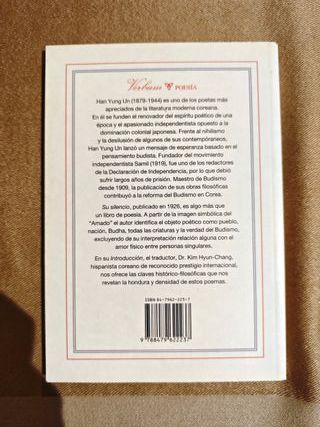 Verbum POESÍA
Han Yung Un (1879-1944) es uno de los poetas más
apreciados de la literatura moderna coreana.
En él se funden el renovador del espíritu poético de una
época y el apasionado independentista opuesto a la
dominación colonial japonesa. Frente al nihilismo
y la desilusión de algunos de sus contemporáneos,
Han Yung Un lanzó un mensaje de esperanza basado en el
pensamiento budista. Fundador del movimiento
independentista Samil (1919), fue uno de los redactores
de la Declaración de Independencia, por lo que debió
sufrir largos años de prisión. Maestro de Budismo
desde 1909, la publicación de sus obras filosóficas
contribuyó a la reforma del Budismo en Corea.
Su silencio, publicado en 1926, es algo más que
un libro de poesía. A partir de la imagen simbólica del
"Amado" el autor identifica el objeto poético como pueblo,
nación, Budha, todas las criaturas y la verdad del Budismo,
excluyendo de su interpretación relación alguna con el
amor físico entre personas singulares.
En su Introducción, el traductor, Dr. Kim Hyun-Chang,
hispanista coreano de reconocido prestigio internacional,
nos ofrece las claves histórico-filosóficas que nos
revelan la hondura y densidad de estos poemas.
ISBN 84-7962-223-7
9 788479 622237